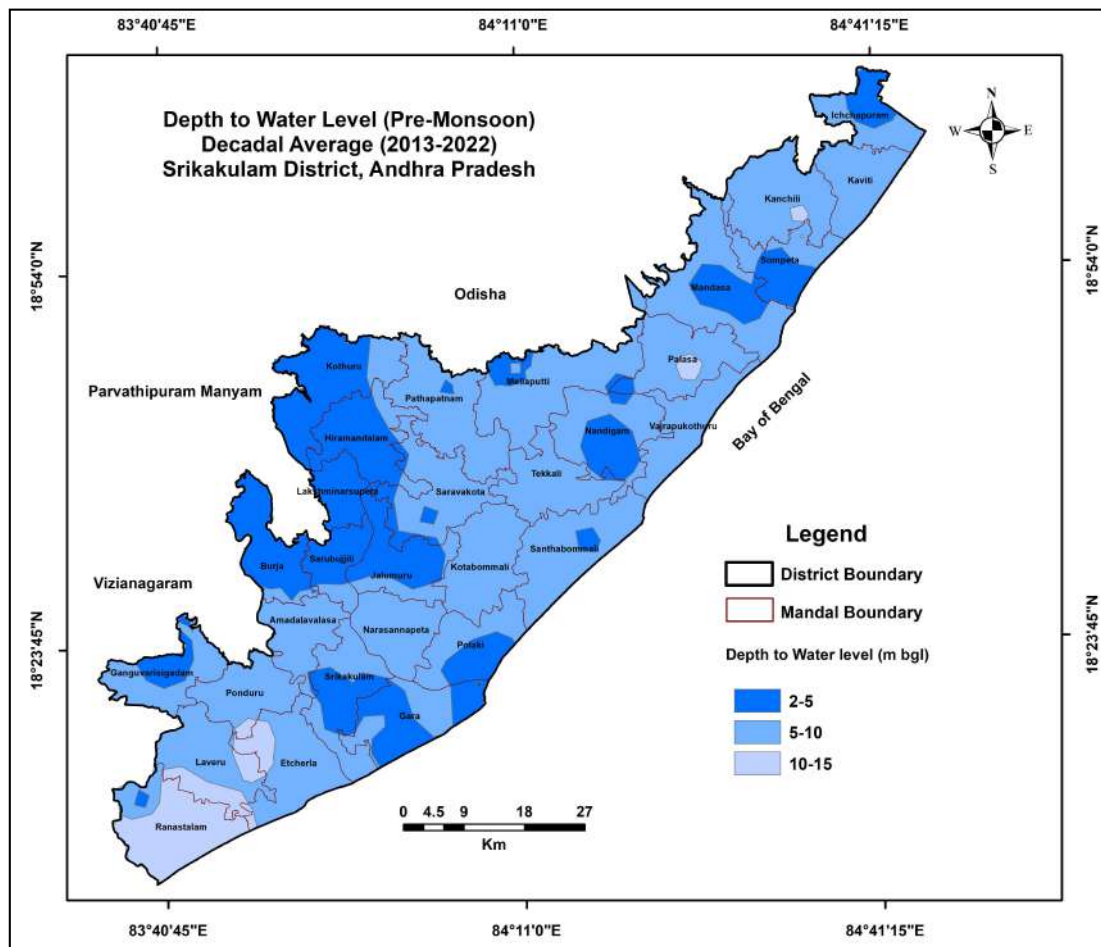 83°40'45"E
84°11'0"E
84°41'15"E
Depth to Water Level (Pre-Monsoon)
Decadal Average (2013-2022)
Srikakulam District, Andhra Pradesh
N
W
E
S
Ichchapuram
Kaviti
Kanchili
Sompeta
Mandasa
18°54'0"N
18°54'0"N
Odisha
Palasa
Kothuru
Meliaputti
Parvathipuram Manyam
Pathapatnam
Bay of Bengal
Vajrapukothuru
Nandigam
Hiramandalam
Tekkali
Lakshminarsupeta
Saravakota
Santhabommali
Burja
Sarubujjili
Jalumuru
Kotabommali
Vizianagaram
Amadalavalasa
Narasannapeta
Polaki
18°23'45"N
18°23'45"N
Ganguvarisigadam
Srikakulam
Ponduru
Gara
Laveru
Etcherla
Ranastalam
Legend
District Boundary
Mandal Boundary
Depth to Water level (m bgl)
2-5
5-10
10-15
0 4.5 9 18 27
Km
83°40'45"E
84°11'0"E
84°41'15"E